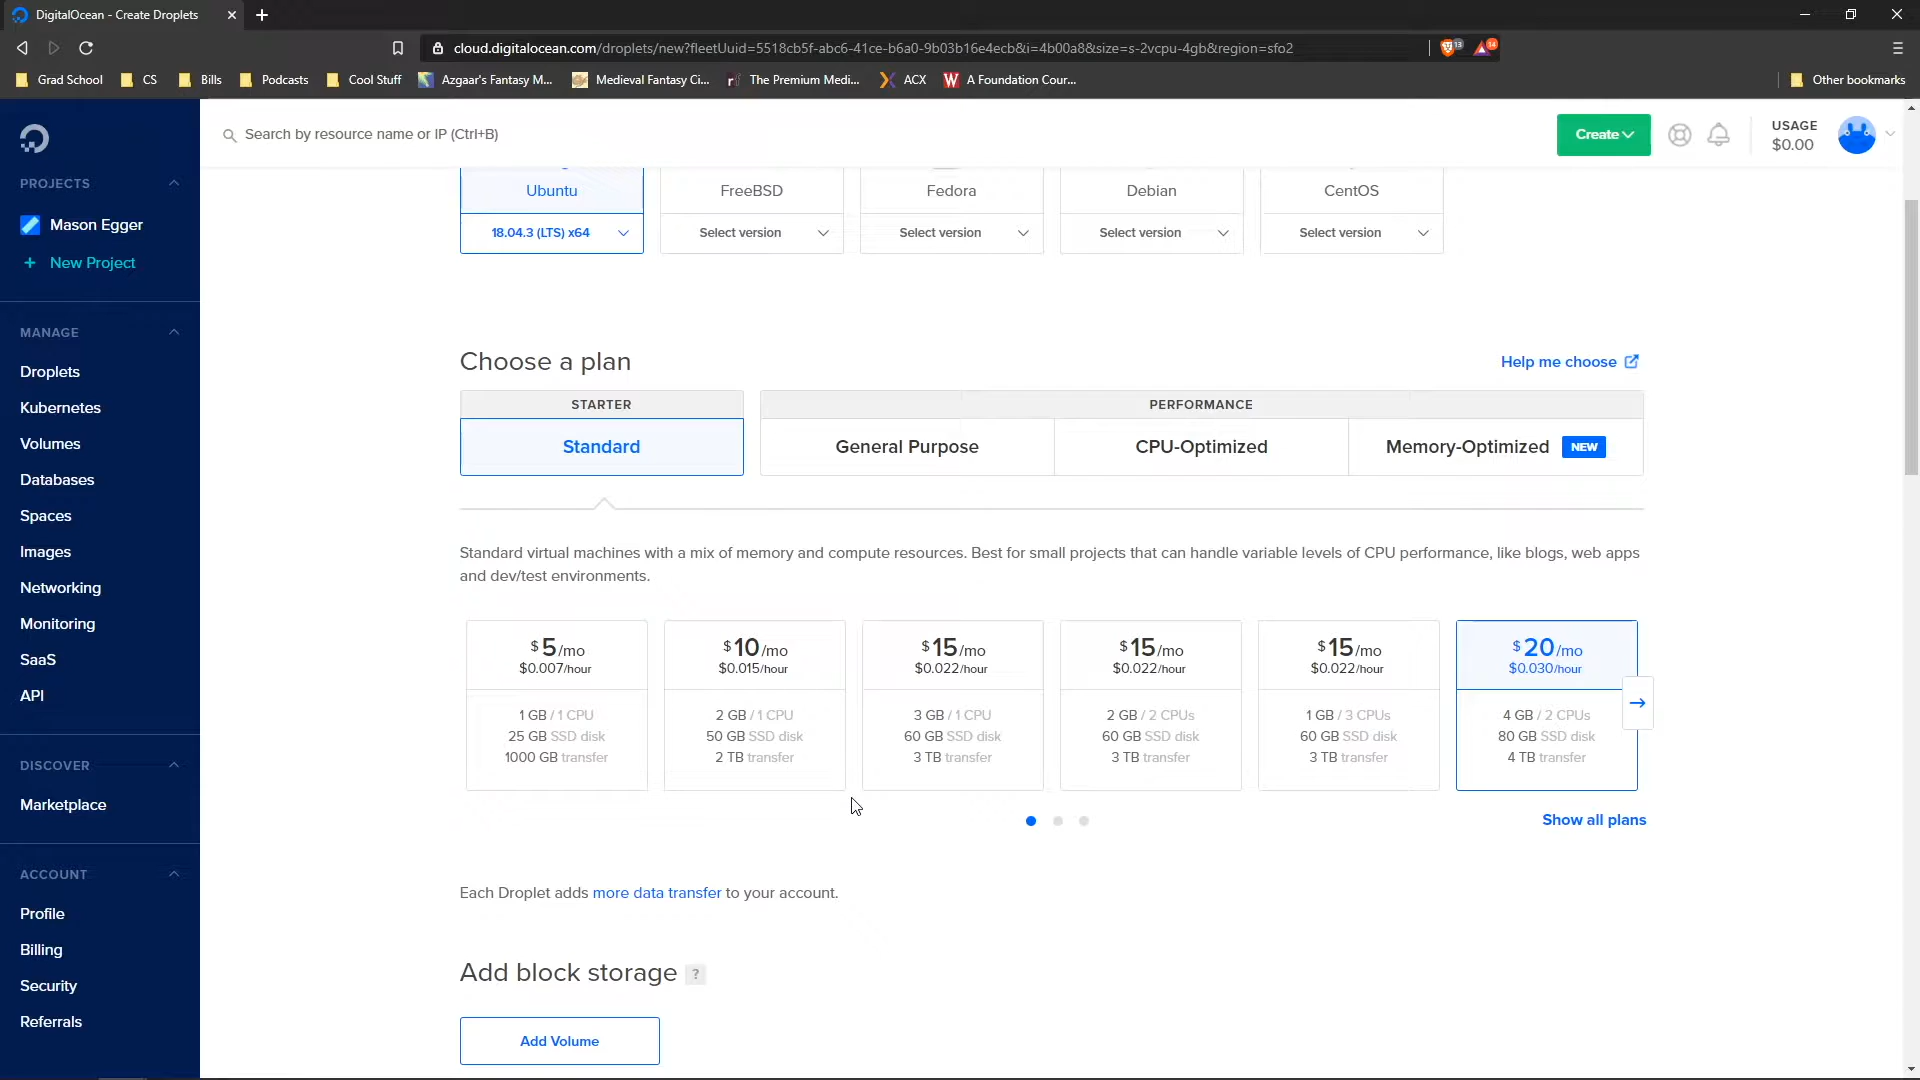 DigitalOcean - Create Droplets
cloud.digitalocean.com/droplets/new?fleetUuid=5518cb5f-abc6-41ce-b6a0-9b03b16e4ecb&i=4b00a8&size=s-2vcpu-4gb&region=sfo2
13
14
Grad School
CS
Bills
Podcasts
Cool Stuff
Azgaar's Fantasy M...
Medieval Fantasy Ci...
The Premium Medi...
ACX
A Foundation Cour...
Other bookmarks
Search by resource name or IP (Ctrl+B)
Create
USAGE
$0.00
PROJECTS
Mason Egger
+ New Project
MANAGE
Droplets
Kubernetes
Volumes
Databases
Spaces
Images
Networking
Monitoring
SaaS
API
DISCOVER
Marketplace
ACCOUNT
Profile
Billing
Security
Referrals
Ubuntu
FreeBSD
Fedora
Debian
CentOS
18.04.3 (LTS) x64
Select version
Select version
Select version
Select version
Choose a plan
Help me choose
STARTER
PERFORMANCE
Standard
General Purpose
CPU-Optimized
Memory-Optimized NEW
Standard virtual machines with a mix of memory and compute resources. Best for small projects that can handle variable levels of CPU performance, like blogs, web apps
and dev/test environments.
$5/mo
$0.007/hour
1 GB / 1 CPU
25 GB SSD disk
1000 GB transfer
$10/mo
$0.015/hour
2 GB / 1 CPU
50 GB SSD disk
2 TB transfer
$15/mo
$0.022/hour
3 GB / 1 CPU
60 GB SSD disk
3 TB transfer
$15/mo
$0.022/hour
2 GB / 2 CPUs
60 GB SSD disk
3 TB transfer
$15/mo
$0.022/hour
1 GB / 3 CPUs
60 GB SSD disk
3 TB transfer
$20/mo
$0.030/hour
4 GB / 2 CPUs
80 GB SSD disk
4 TB transfer
Show all plans
Each Droplet adds more data transfer to your account.
Add block storage ?
Add Volume